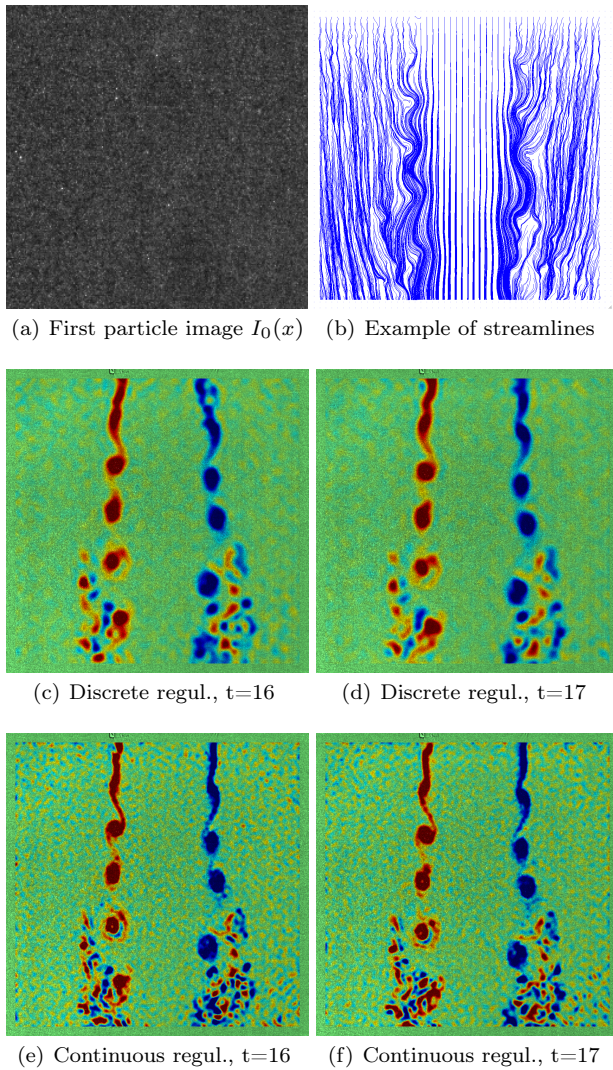 (a) First particle image I₀(x)
(b) Example of streamlines
(c) Discrete regul., t=16
(d) Discrete regul., t=17
(e) Continuous regul., t=16
(f) Continuous regul., t=17